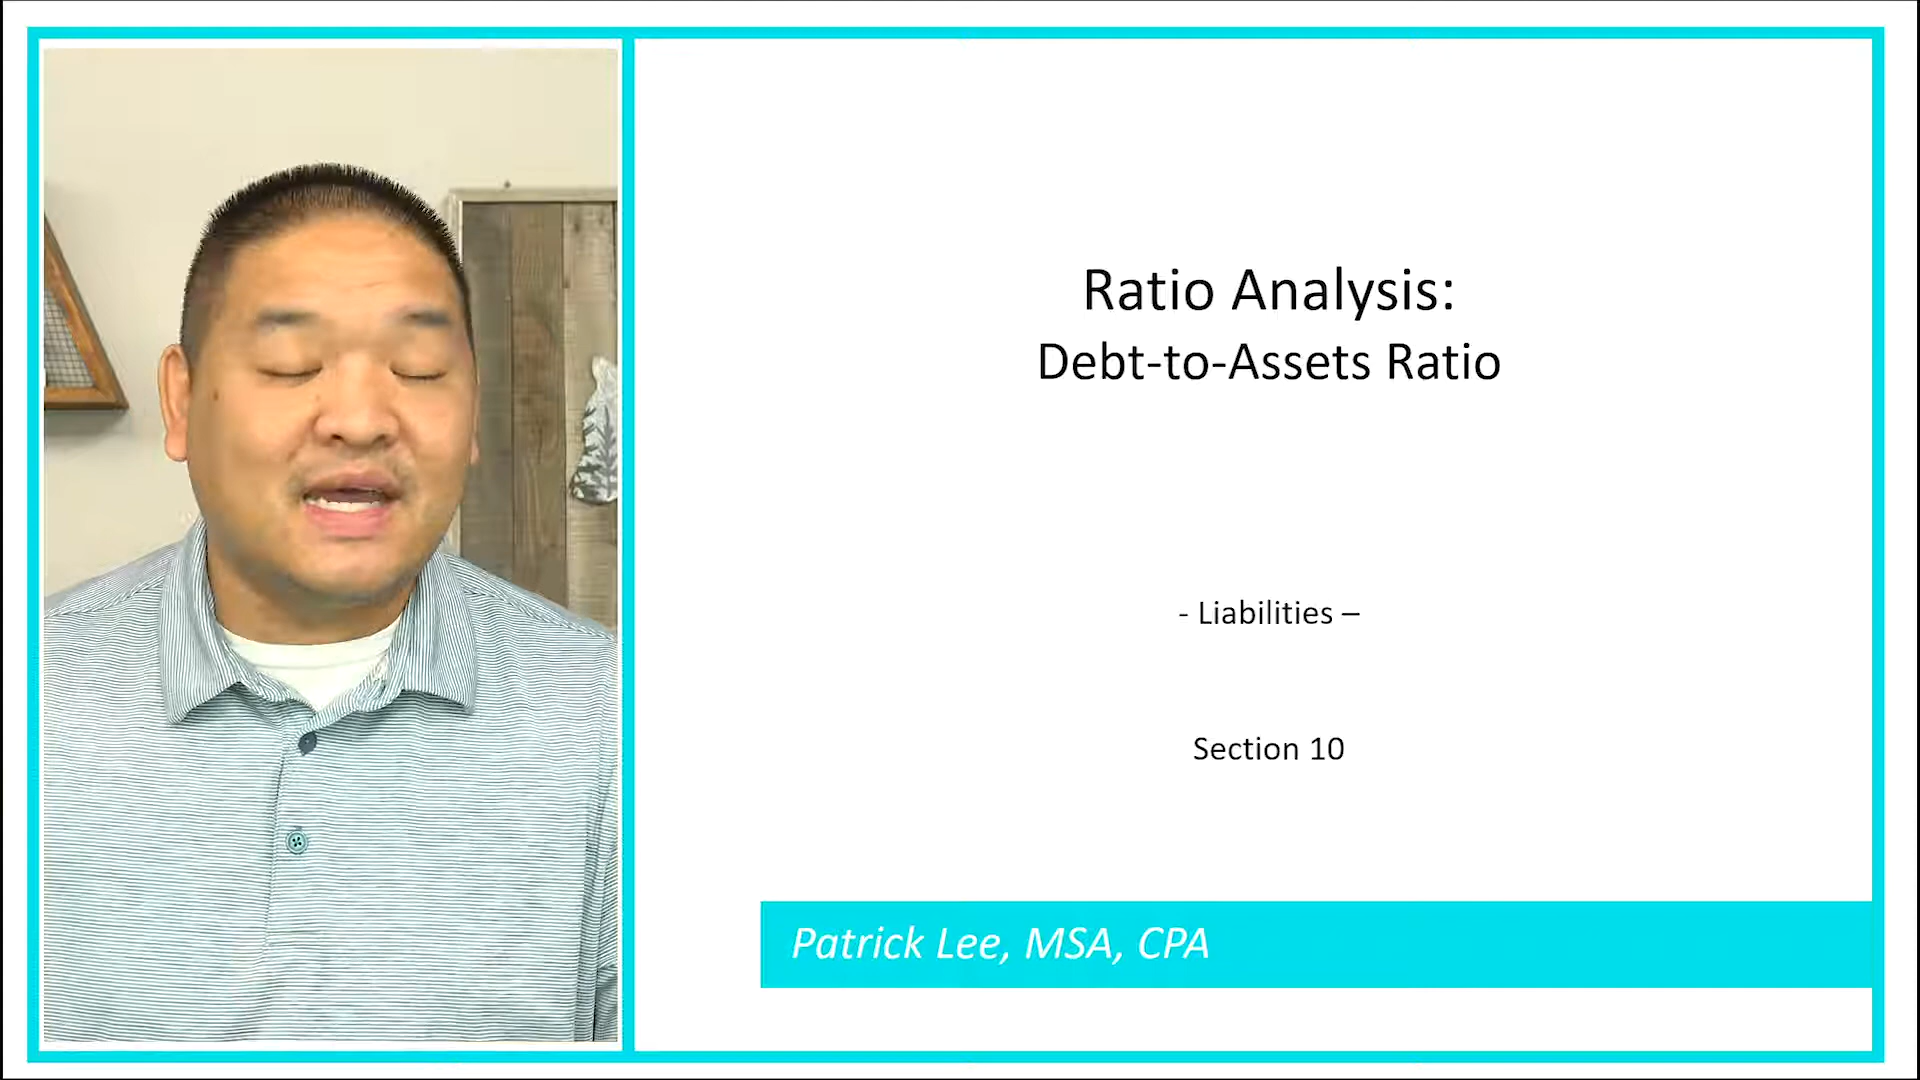 Ratio Analysis:
Debt-to-Assets Ratio
- Liabilities –
Section 10
Patrick Lee, MSA, CPA